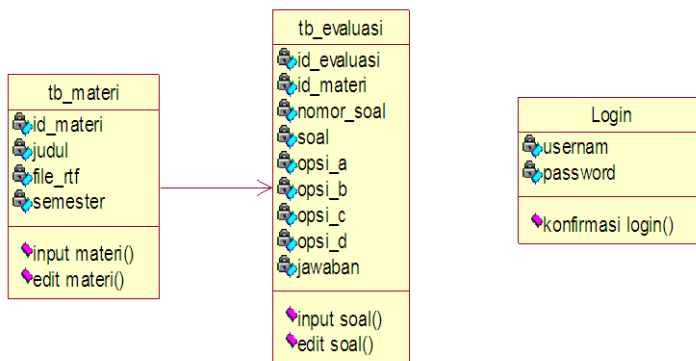 tb_materi
id_materi
judul
file_rtf
semester
input materi()
edit materi()
tb_evaluasi
id_evaluasi
id_materi
nomor_soal
soal
opsi_a
opsi_b
opsi_c
opsi_d
jawaban
input soal()
edit soal()
Login
usernam
password
konfirmasi login()